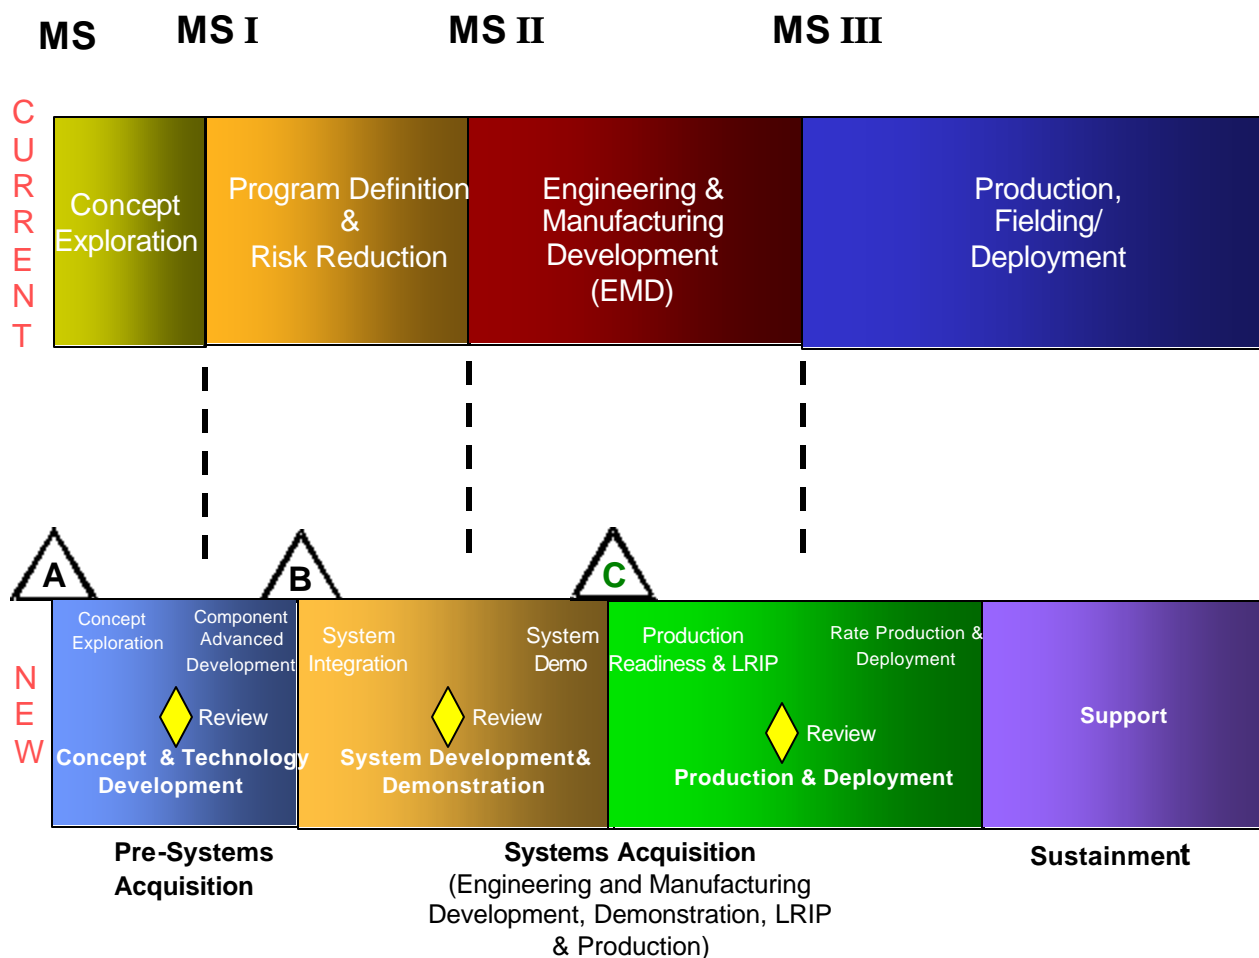 MS
MS I
MS II
MS III
CURRENT
Concept
Exploration
Program Definition
&
Risk Reduction
Engineering &
Manufacturing
Development
(EMD)
Production,
Fielding/
Deployment
A
B
C
NEW
Concept
Exploration
Component
Advanced
Development
Review
Concept & Technology
Development
System
Integration
System
Demo
Review
System Development&
Demonstration
Production
Readiness & LRIP
Rate Production &
Deployment
Review
Production & Deployment
Support
Pre-Systems
Acquisition
Systems Acquisition
(Engineering and Manufacturing
Development, Demonstration, LRIP
& Production)
Sustainment